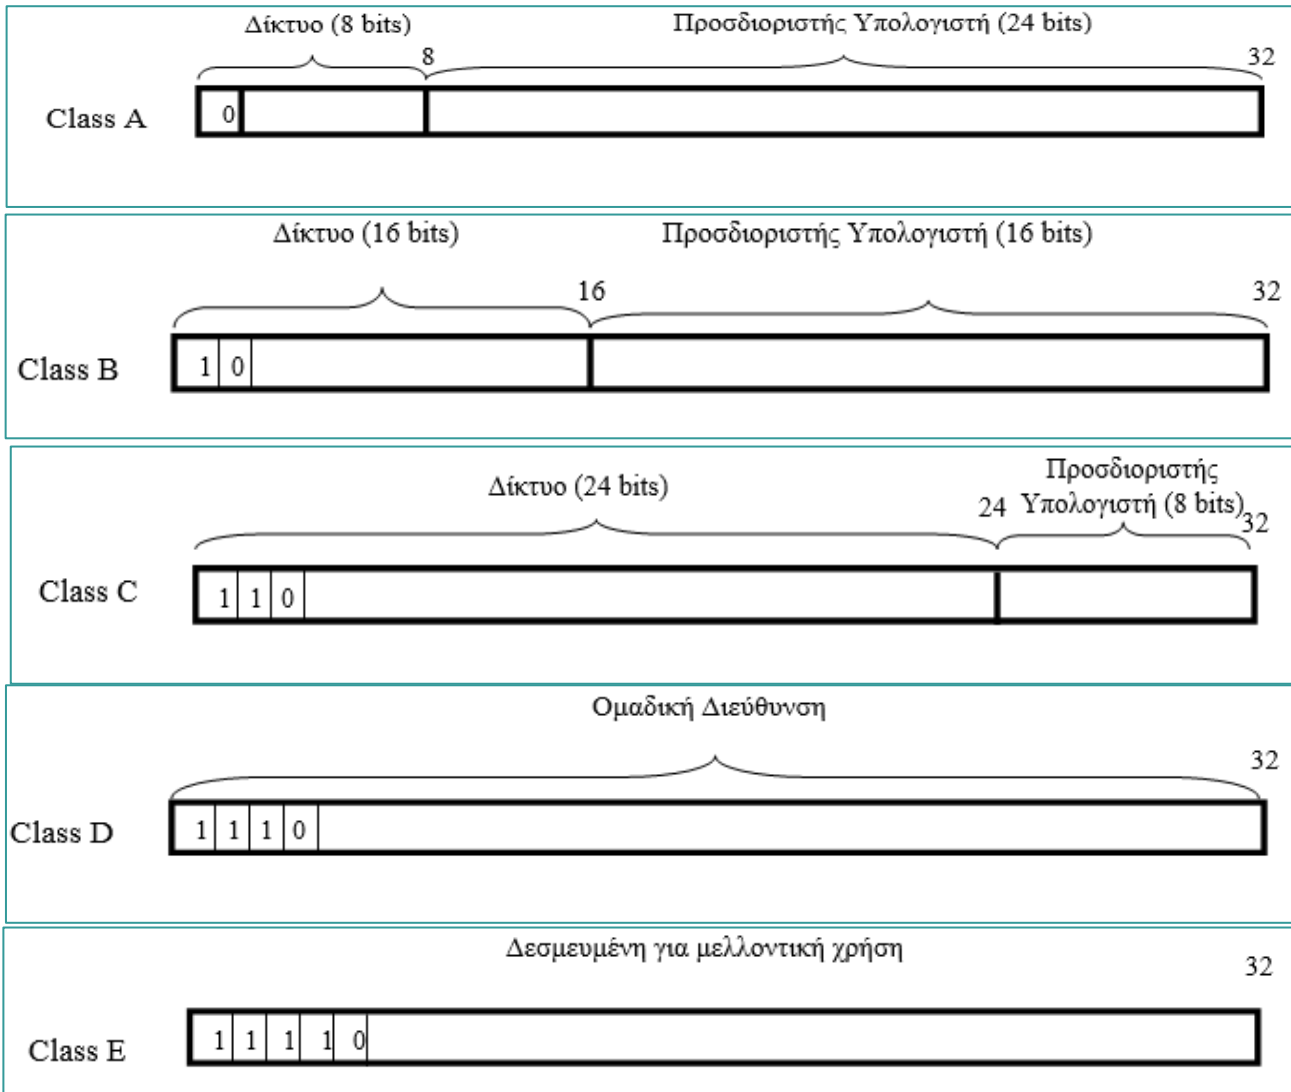 Δίκτυο (8 bits) Προσδιοριστής Υπολογιστή (24 bits)
8 32
Class A 0
Δίκτυο (16 bits) Προσδιοριστής Υπολογιστή (16 bits)
16 32
Class B 1 0
Δίκτυο (24 bits) Προσδιοριστής
24 Υπολογιστή (8 bits) 32
Class C 1 1 0
Ομαδική Διεύθυνση
32
Class D 1 1 1 0
Δεσμευμένη για μελλοντική χρήση
32
Class E 1 1 1 1 0